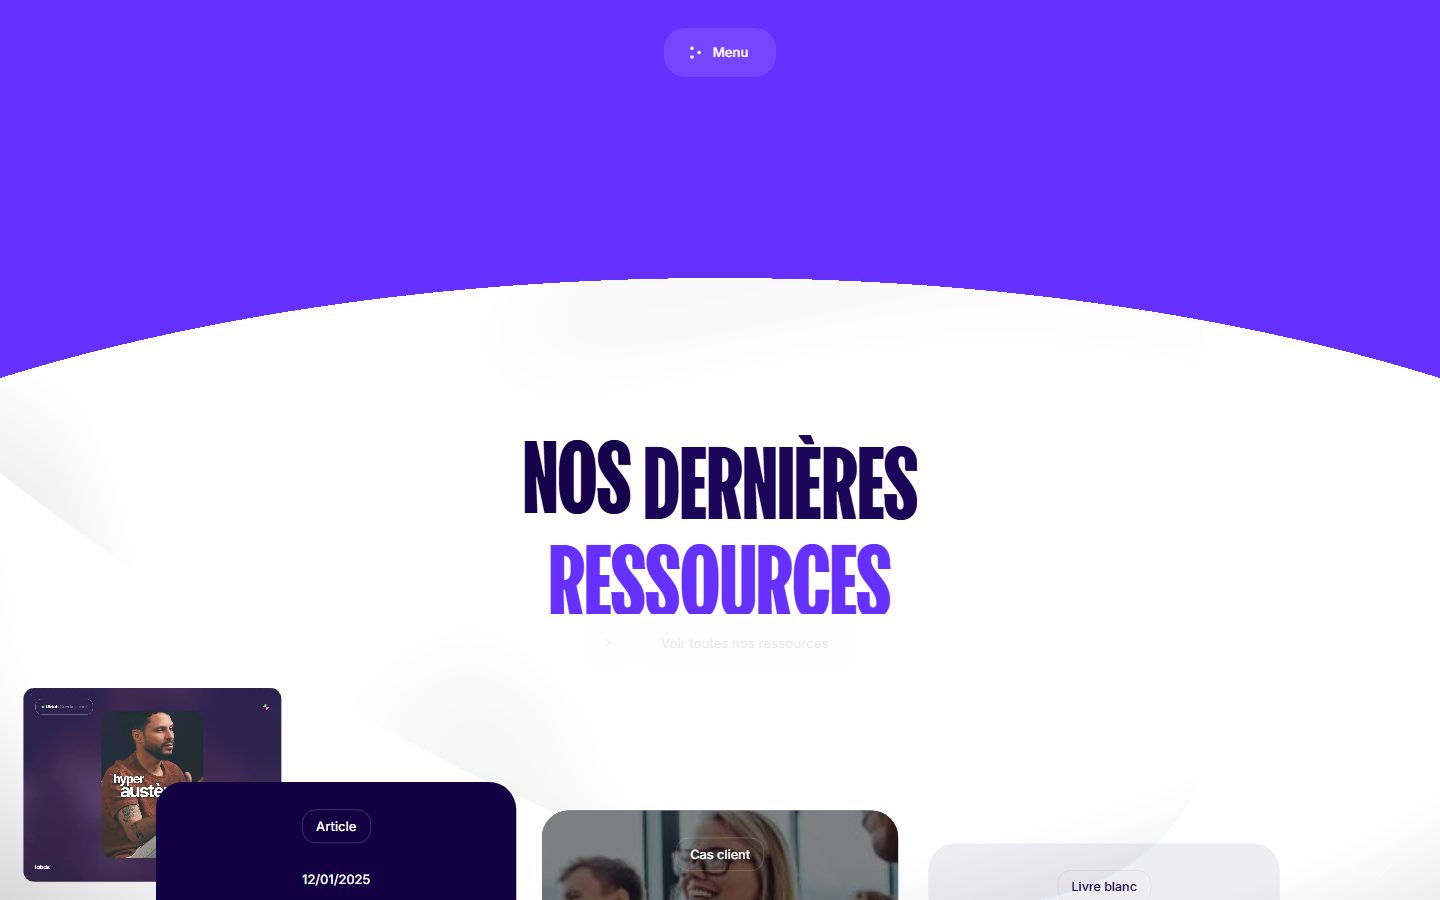 Menu
NOS DERNIÈRES
RESSOURCES
Voir toutes nos ressources
hyper
Article
12/01/2025
Cas client
Livre blanc